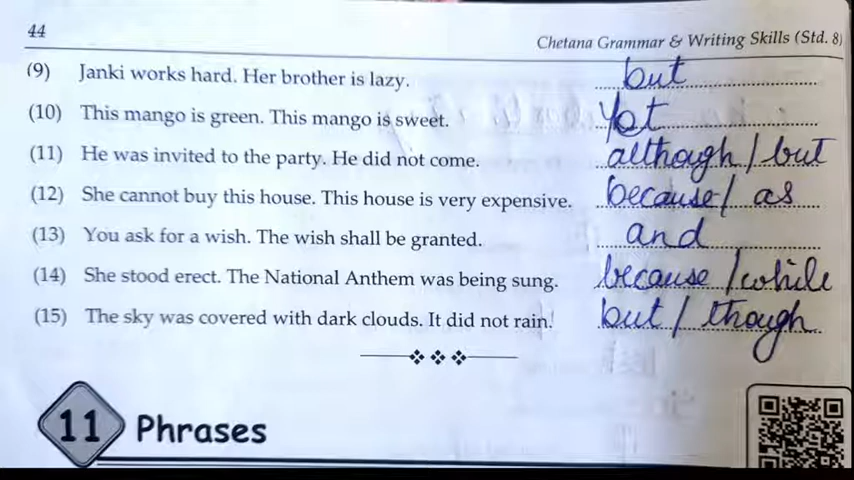 44
Chetana Grammar & Writing Skills (Std. 8)
(9) Janki works hard. Her brother is lazy. but
(10) This mango is green. This mango is sweet. Yet
(11) He was invited to the party. He did not come. although / but
(12) She cannot buy this house. This house is very expensive. because / as
(13) You ask for a wish. The wish shall be granted. and
(14) She stood erect. The National Anthem was being sung. because / while
(15) The sky was covered with dark clouds. It did not rain. but / though
11 Phrases